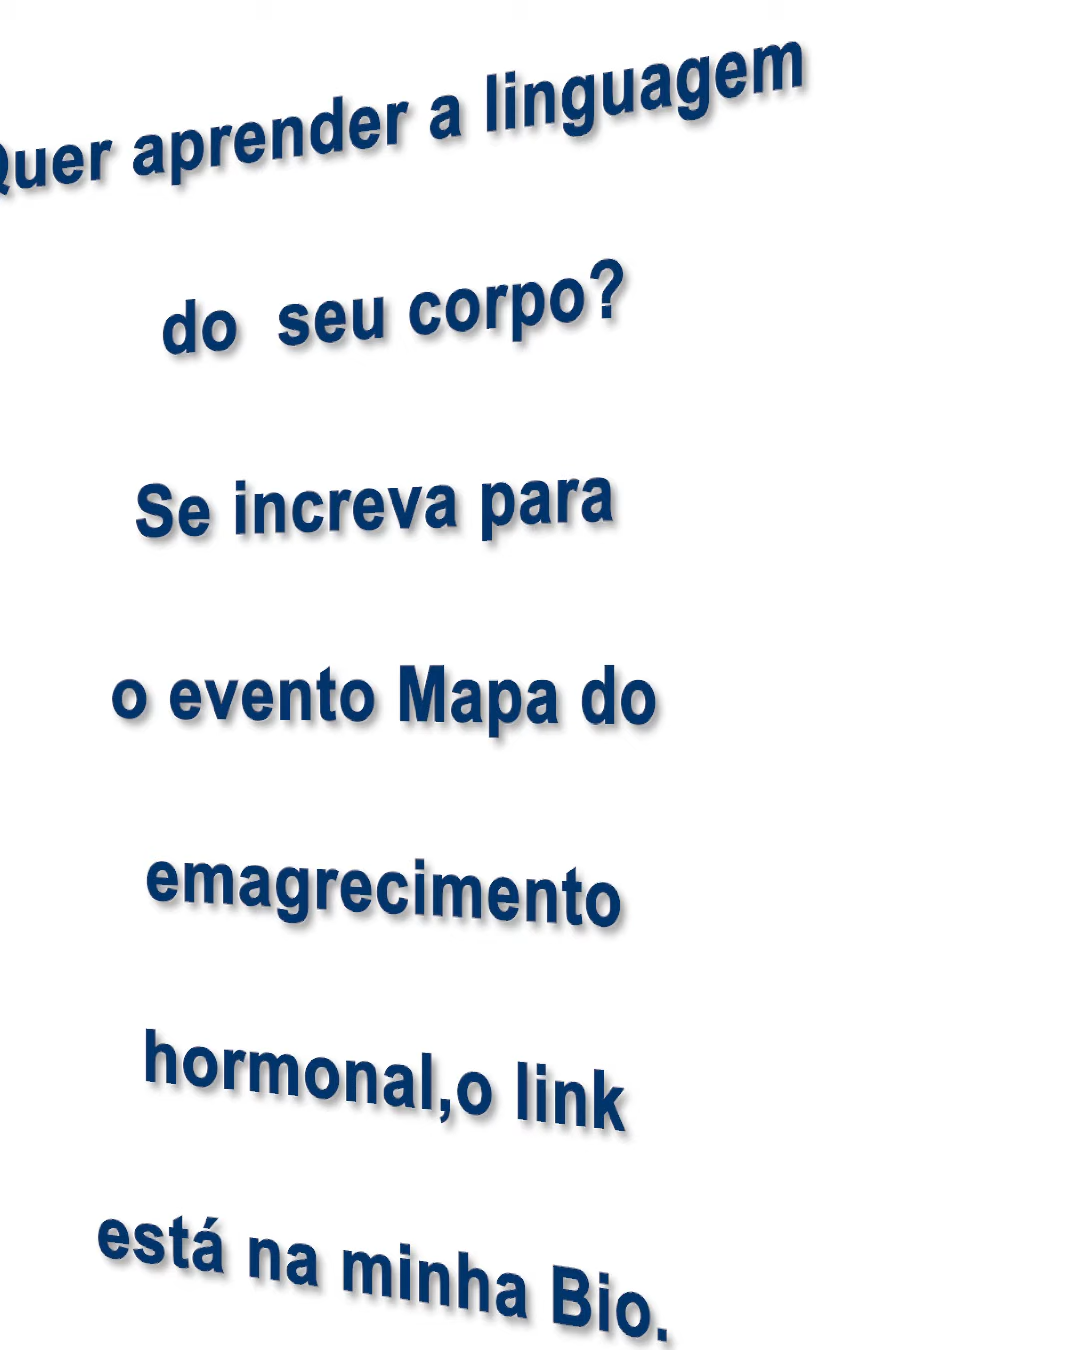 Quer aprender a linguagem
do seu corpo?
Se increva para
o evento Mapa do
emagrecimento
hormonal,o link
está na minha Bio.